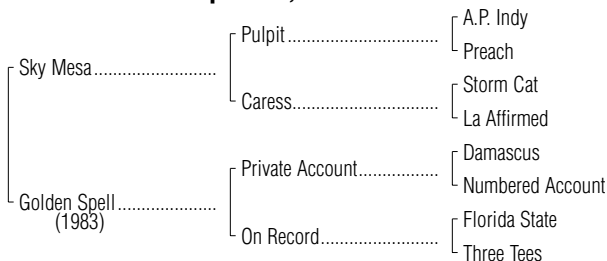 A.P. Indy
Pulpit
Preach
Sky Mesa
Storm Cat
Caress
La Affirmed
Damascus
Private Account
Numbered Account
Golden Spell
(1983)
Florida State
On Record
Three Tees